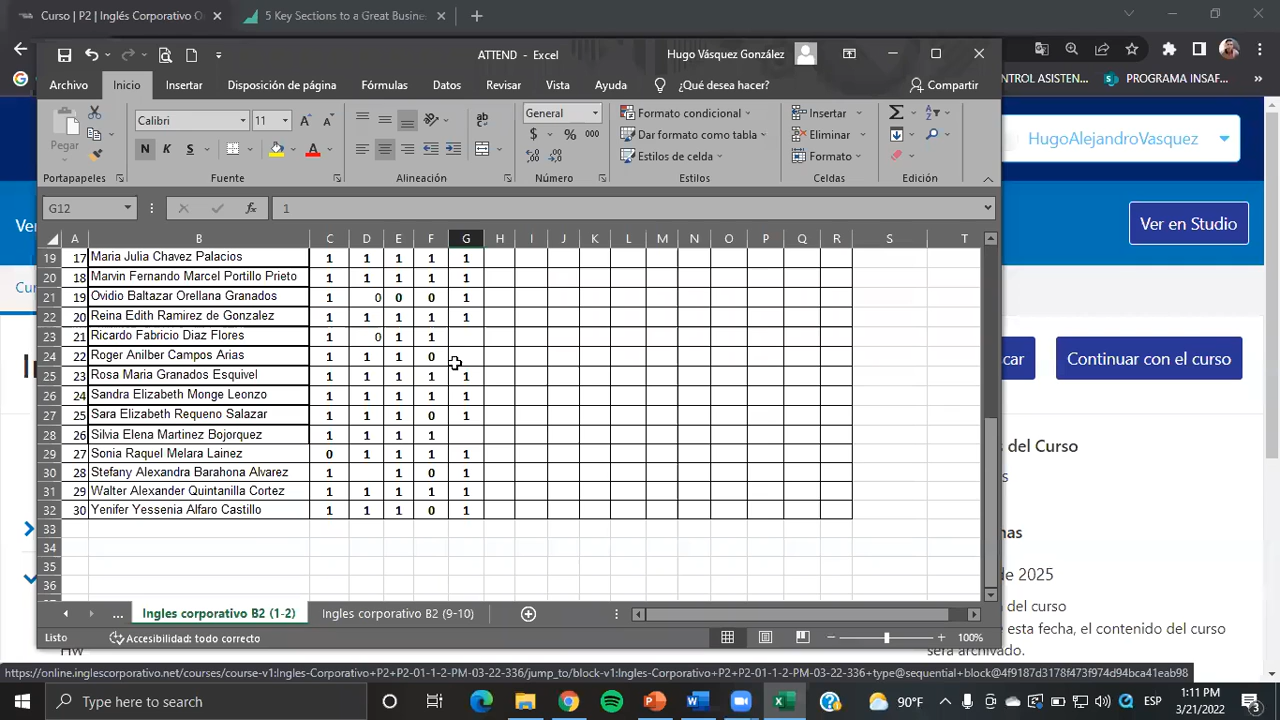 Curso | P2 | Inglés Corporativo O
5 Key Sections to a Great Busine
ATTEND - Excel
Hugo Vásquez González
Archivo Inicio Insertar Disposición de página Fórmulas Datos Revisar Vista Ayuda ¿Qué desea hacer? Compartir
ONTROL ASISTEN... PROGRAMA INSAF...
Pegar
Calibri 11
N K S
General
$ % 000
Formato condicional
Dar formato como tabla
Estilos de celda
Insertar
Eliminar
Formato
Portapapeles Fuente Alineación Número Estilos Celdas Edición
HugoAlejandroVasquez
G12 fx 1
Ve
Ver en Studio
A B C D E F G H I J K L M N O P Q R S T
19 17 Maria Julia Chavez Palacios 1 1 1 1 1
20 18 Marvin Fernando Marcel Portillo Prieto 1 1 1 1 1
21 19 Ovidio Baltazar Orellana Granados 1 0 0 0 1
22 20 Reina Edith Ramirez de Gonzalez 1 1 1 1 1
23 21 Ricardo Fabricio Diaz Flores 1 0 1 1
24 22 Roger Anilber Campos Arias 1 1 1 0
25 23 Rosa Maria Granados Esquivel 1 1 1 1 1
26 24 Sandra Elizabeth Monge Leonzo 1 1 1 1 1
27 25 Sara Elizabeth Requeno Salazar 1 1 1 0 1
28 26 Silvia Elena Martinez Bojorquez 1 1 1 1
29 27 Sonia Raquel Melara Lainez 0 1 1 1 1
30 28 Stefany Alexandra Barahona Alvarez 1 1 0 1
31 29 Walter Alexander Quintanilla Cortez 1 1 1 1 1
32 30 Yenifer Yessenia Alfaro Castillo 1 1 1 0 1
33
34
35
36
Cu
car
Continuar con el curso
s del Curso
mas
de 2025
n del curso
esta fecha, el contenido del curso
será archivado.
... Ingles corporativo B2 (1-2) Ingles corporativo B2 (9-10)
Listo Accesibilidad: todo correcto 100%
Hw
https://online.inglescorporativo.net/courses/course-v1:Ingles-Corporativo+P2+P2-01-1-2-PM-03-22-336/jump_to/block-v1:Ingles-Corporativo+P2+P2-01-1-2-PM-03-22-336+type@sequential+block@4f9187d3178f473f974d94bca41eab98
Type here to search
90°F
ESP
1:11 PM
3/21/2022
3